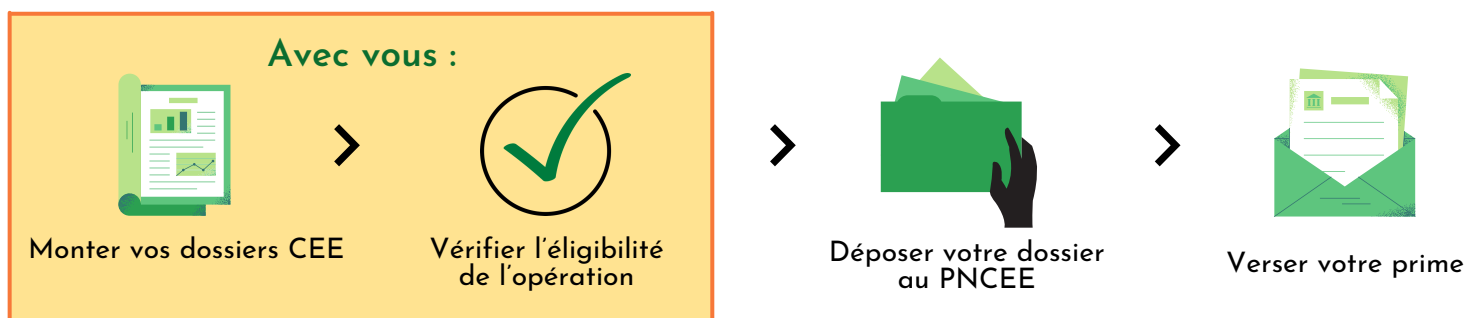 Avec vous :
Monter vos dossiers CEE
Vérifier l'éligibilité
de l'opération
Déposer votre dossier
au PNCEE
Verser votre prime